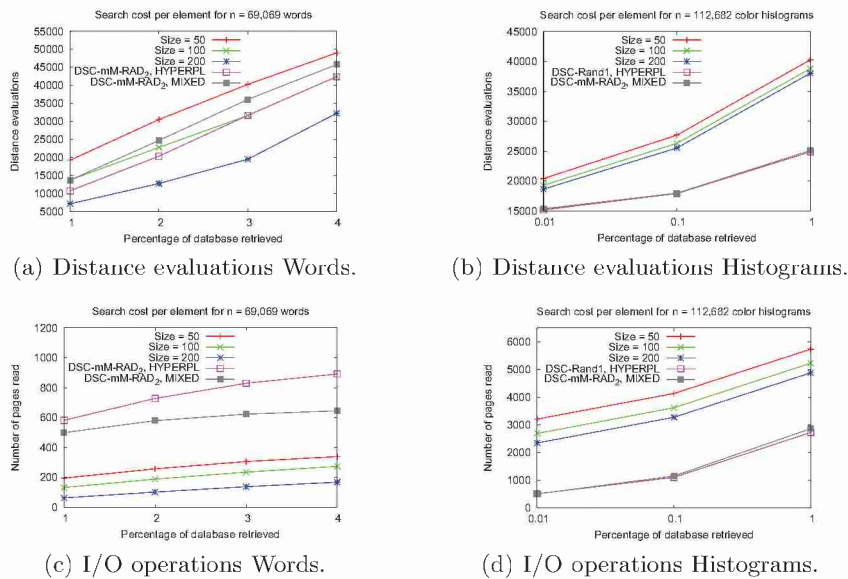 Search cost per element for n = 69,069 words
Distance evaluations
55000
50000
45000
40000
35000
30000
25000
20000
15000
10000
5000
Size = 50
Size = 100
Size = 200
DSC-mM-RAD2, HYPERPL
DSC-mM-RAD2, MIXED
1 2 3 4
Percentage of database retrieved
(a) Distance evaluations Words.
Search cost per element for n = 112,682 color histograms
Distance evaluations
45000
40000
35000
30000
25000
20000
15000
Size = 50
Size = 100
Size = 200
DSC-Rand1, HYPERPL
DSC-mM-RAD2, MIXED
0.01 0.1 1
Percentage of database retrieved
(b) Distance evaluations Histograms.
Search cost per element for n = 69,069 words
Number of pages read
1200
1000
800
600
400
200
0
Size = 50
Size = 100
Size = 200
DSC-mM-RAD2, HYPERPL
DSC-mM-RAD2, MIXED
1 2 3 4
Percentage of database retrieved
(c) I/O operations Words.
Search cost per element for n = 112,682 color histograms
Number of pages read
6000
5000
4000
3000
2000
1000
0
Size = 50
Size = 100
Size = 200
DSC-Rand1, HYPERPL
DSC-mM-RAD2, MIXED
0.01 0.1 1
Percentage of database retrieved
(d) I/O operations Histograms.